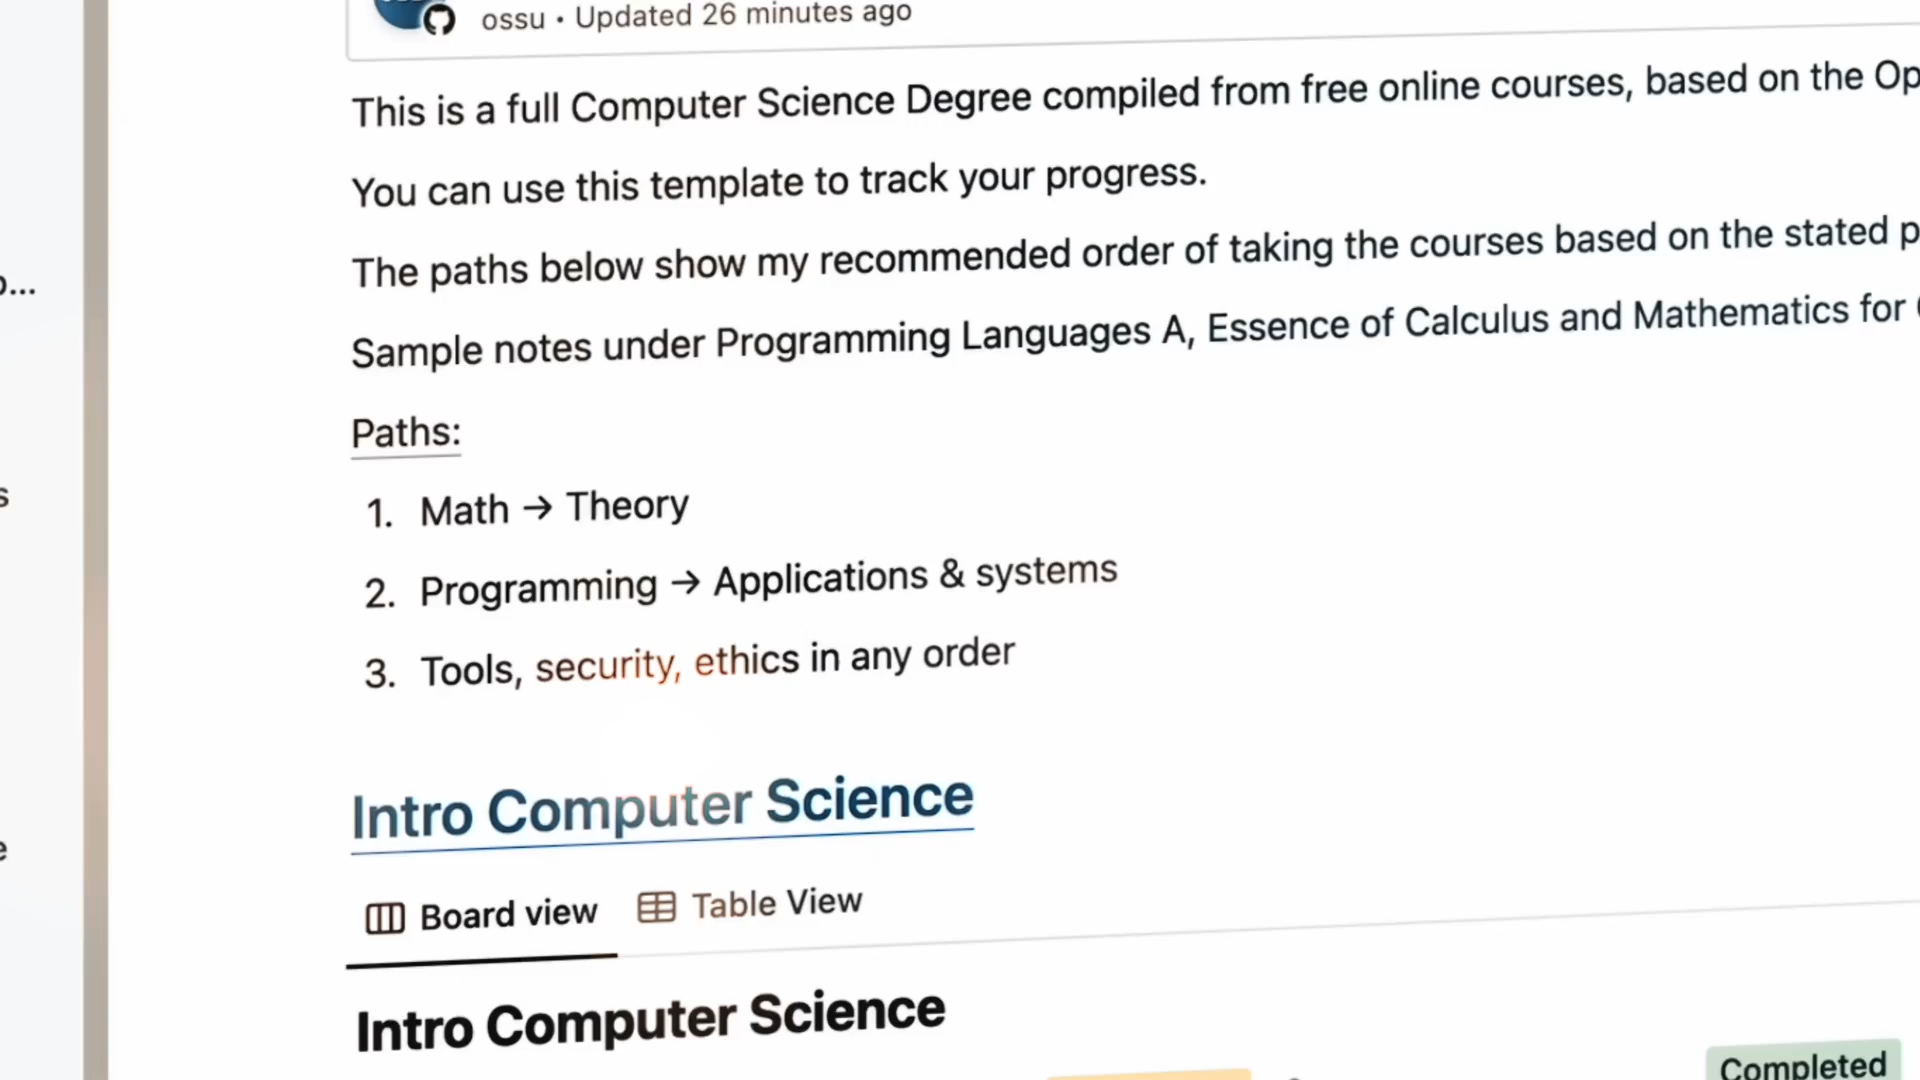 ossu • Updated 26 minutes ago
This is a full Computer Science Degree compiled from free online courses, based on the
You can use this template to track your progress.
The paths below show my recommended order of taking the courses based on the stated
Sample notes under Programming Languages A, Essence of Calculus and Mathematics for
Paths:
1. Math → Theory
2. Programming → Applications & systems
3. Tools, security, ethics in any order
Intro Computer Science
Board view Table View
Intro Computer Science
Completed